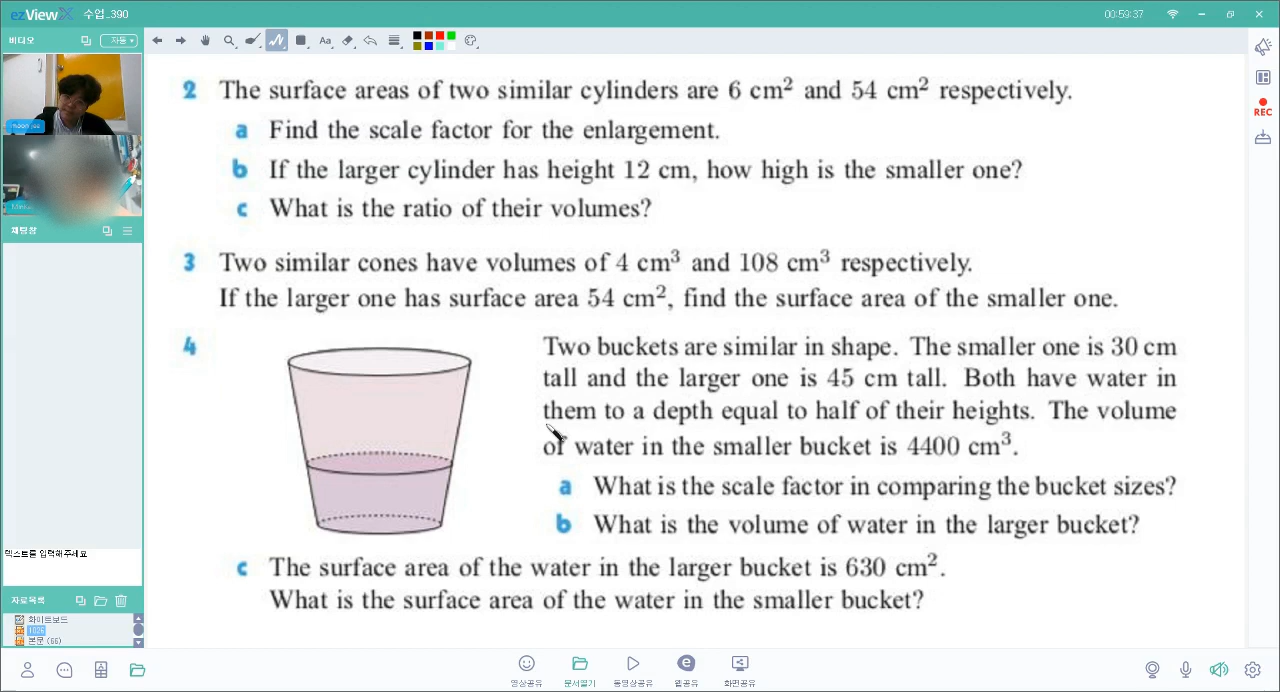 ezViewX 수업_390
00:59:37
비디오
자동
Aa
REC
채팅창
2 The surface areas of two similar cylinders are 6 cm² and 54 cm² respectively.
a Find the scale factor for the enlargement.
b If the larger cylinder has height 12 cm, how high is the smaller one?
c What is the ratio of their volumes?
3 Two similar cones have volumes of 4 cm³ and 108 cm³ respectively.
If the larger one has surface area 54 cm², find the surface area of the smaller one.
4 Two buckets are similar in shape. The smaller one is 30 cm
tall and the larger one is 45 cm tall. Both have water in
them to a depth equal to half of their heights. The volume
of water in the smaller bucket is 4400 cm³.
a What is the scale factor in comparing the bucket sizes?
b What is the volume of water in the larger bucket?
c The surface area of the water in the larger bucket is 630 cm².
What is the surface area of the water in the smaller bucket?
텍스트를 입력해주세요
자료목록
화이트보드
본문 (66)
영상공유 문서열기 동영상공유 웹공유 화면공유